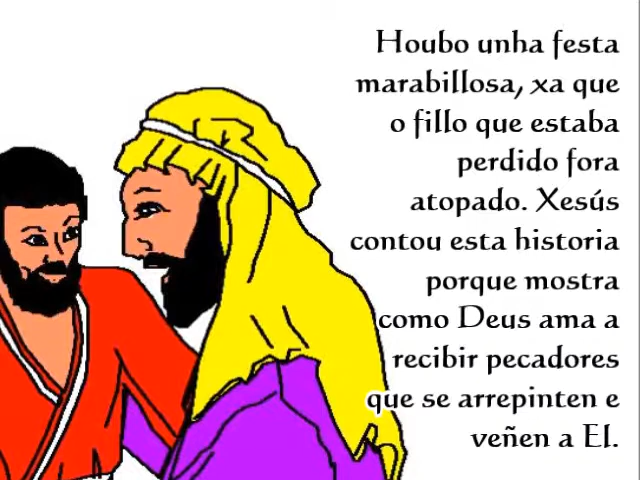 Houbo unha festa
marabillosa, xa que
o fillo que estaba
perdido fora
atopado. Xesús
contou esta historia
porque mostra
como Deus ama a
recibir pecadores
que se arrepinten e
veñen a El.